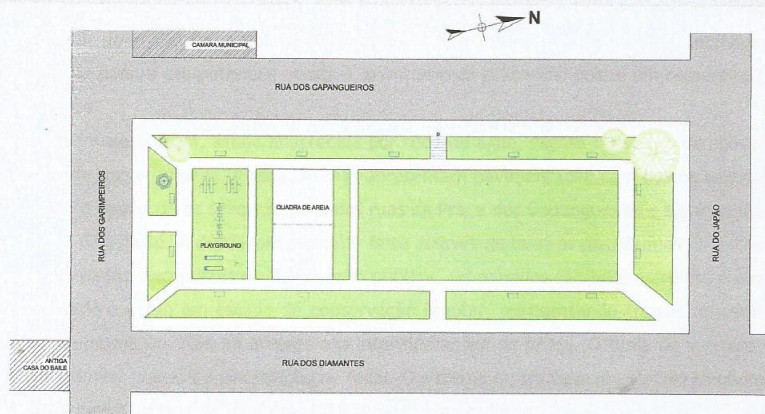 N
CAMARA MUNICIPAL
RUA DOS CAPANGUEIROS
RUA DOS GARIMPEIROS
QUADRA DE AREIA
PLAYGROUND
RUA DO JAPÃO
RUA DOS DIAMANTES
ANTIGA
CASA DO BAILE